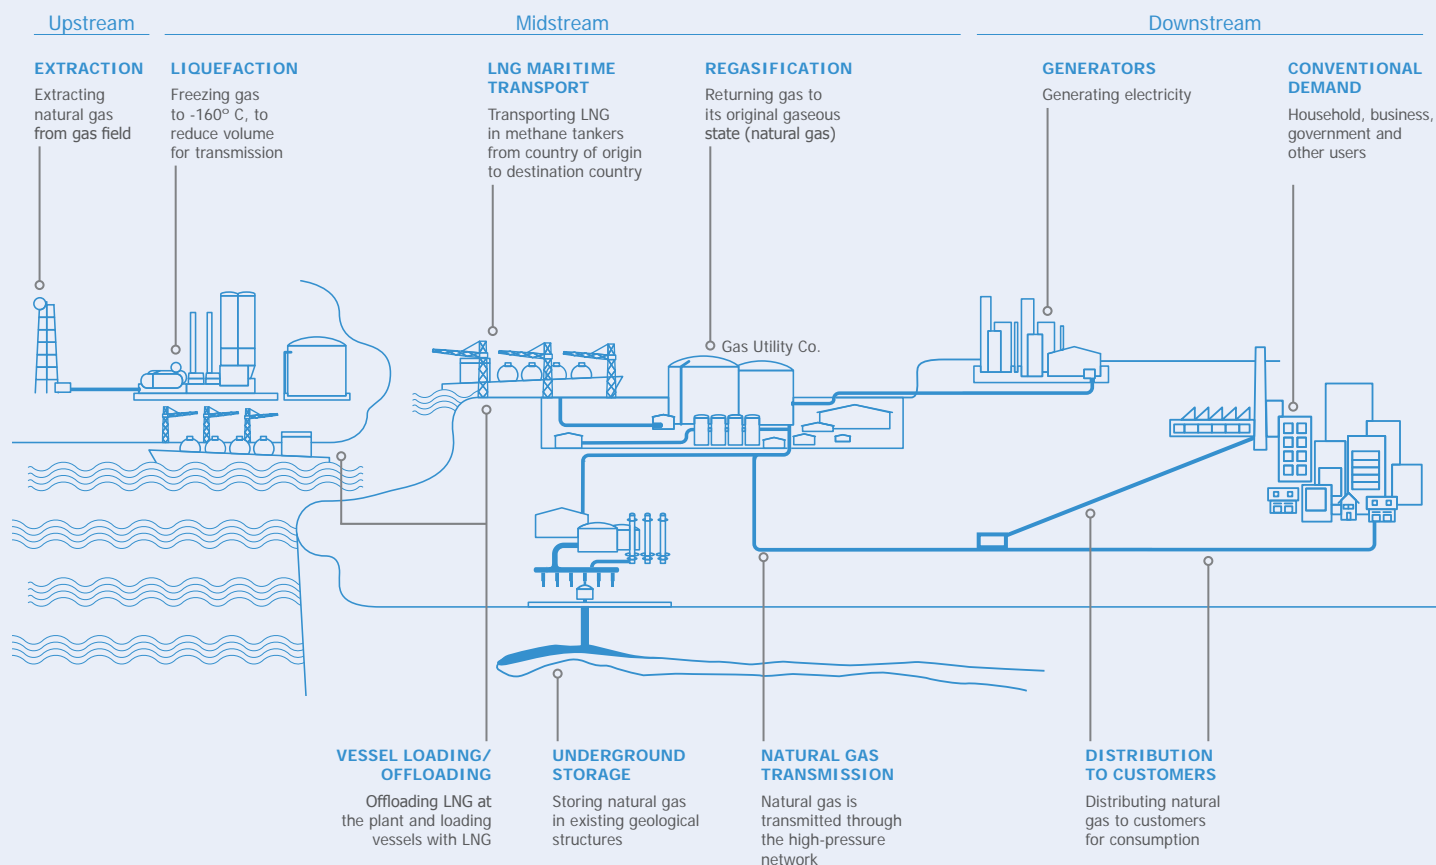 Upstream
Midstream
Downstream
EXTRACTION
Extracting
natural gas
from gas field
LIQUEFACTION
Freezing gas
to -160º C, to
reduce volume
for transmission
LNG MARITIME
TRANSPORT
Transporting LNG
in methane tankers
from country of origin
to destination country
REGASIFICATION
Returning gas to
its original gaseous
state (natural gas)
GENERATORS
Generating electricity
CONVENTIONAL
DEMAND
Household, business,
government and
other users
Gas Utility Co.
VESSEL LOADING/
OFFLOADING
Offloading LNG at
the plant and loading
vessels with LNG
UNDERGROUND
STORAGE
Storing natural gas
in existing geological
structures
NATURAL GAS
TRANSMISSION
Natural gas is
transmitted through
the high-pressure
network
DISTRIBUTION
TO CUSTOMERS
Distributing natural
gas to customers
for consumption